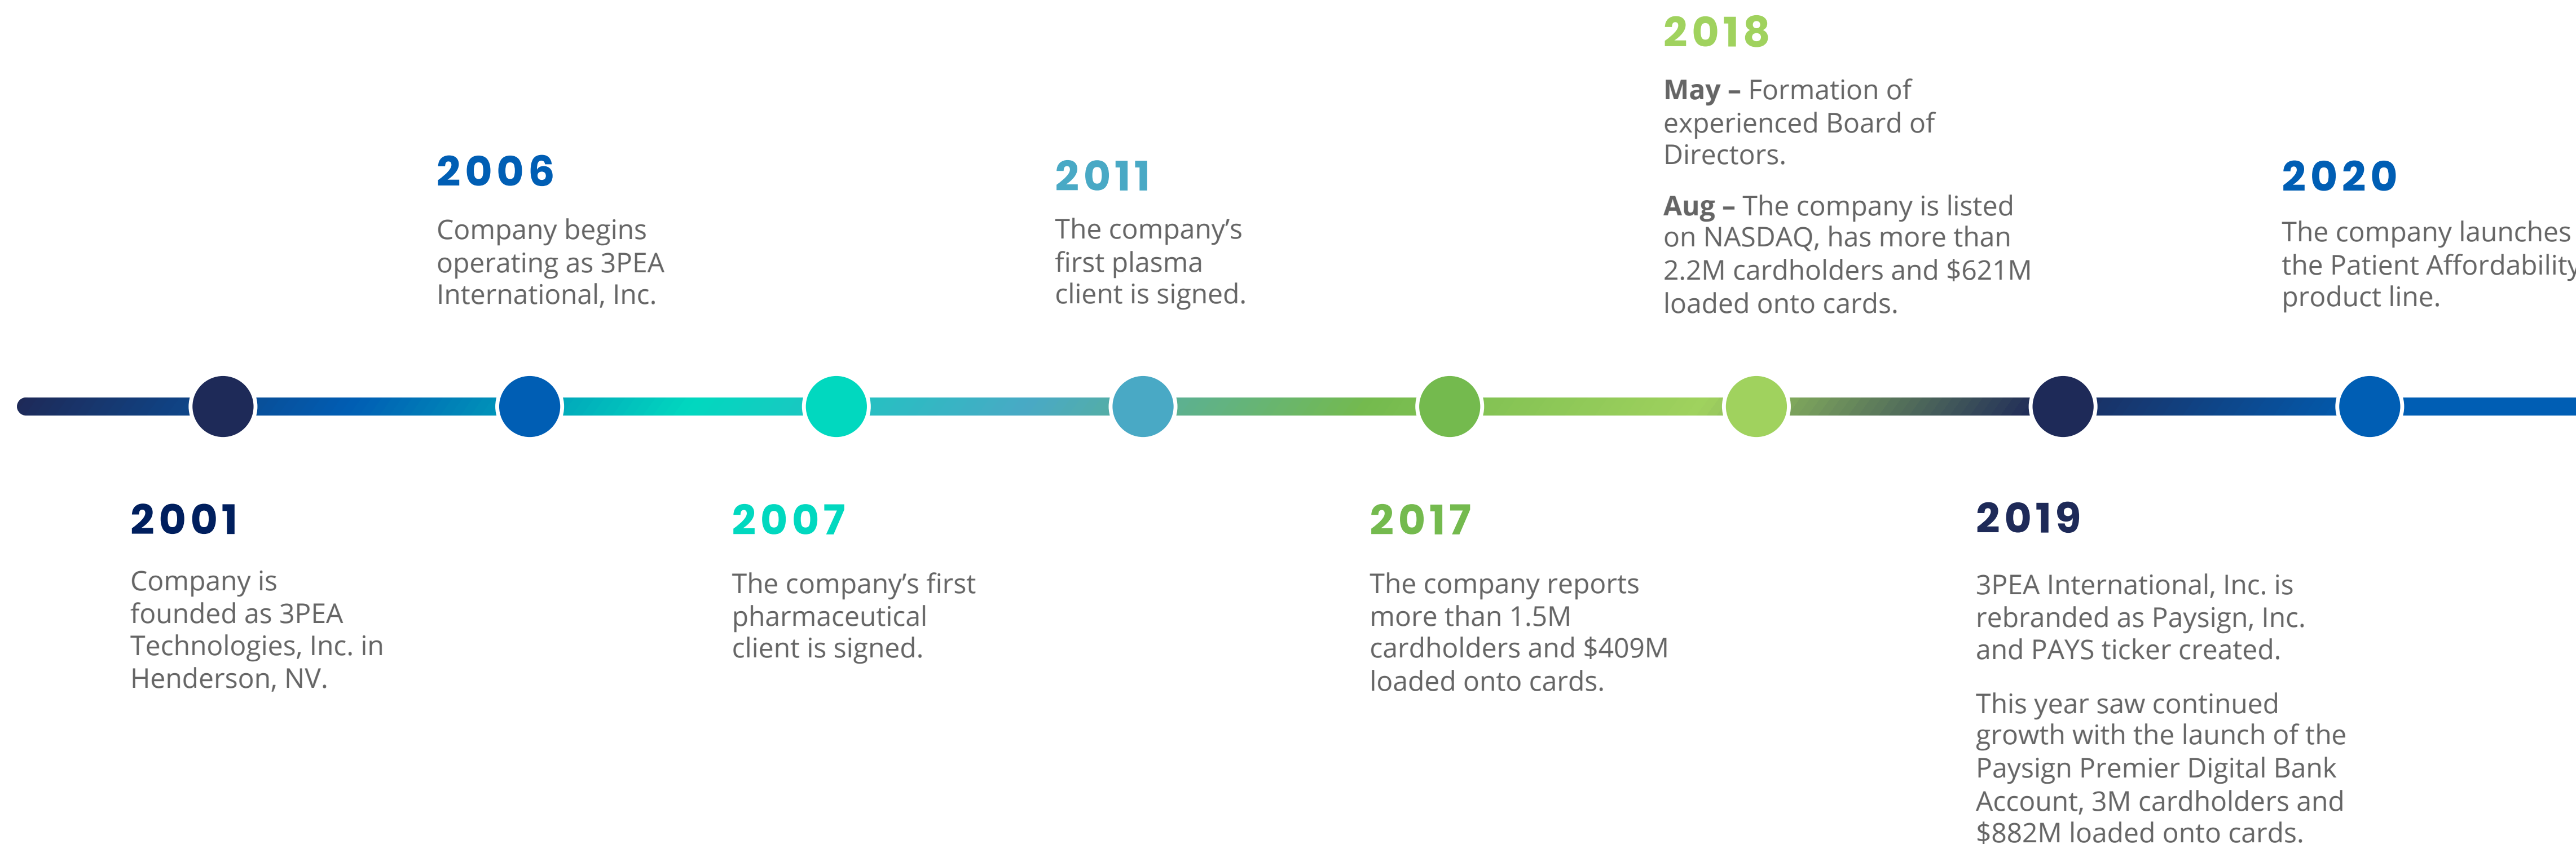 2001
Company is
founded as 3PEA
Technologies, Inc. in
Henderson, NV.
2006
Company begins
operating as 3PEA
International, Inc.
2007
The company’s first
pharmaceutical
client is signed.
2011
The company’s
first plasma
client is signed.
2017
The company reports
more than 1.5M
cardholders and $409M
loaded onto cards.
2018
May – Formation of
experienced Board of
Directors.
Aug – The company is listed
on NASDAQ, has more than
2.2M cardholders and $621M
loaded onto cards.
2019
3PEA International, Inc. is
rebranded as Paysign, Inc.
and PAYS ticker created.
This year saw continued
growth with the launch of the
Paysign Premier Digital Bank
Account, 3M cardholders and
$882M loaded onto cards.
2020
The company launches
the Patient Affordability
product line.